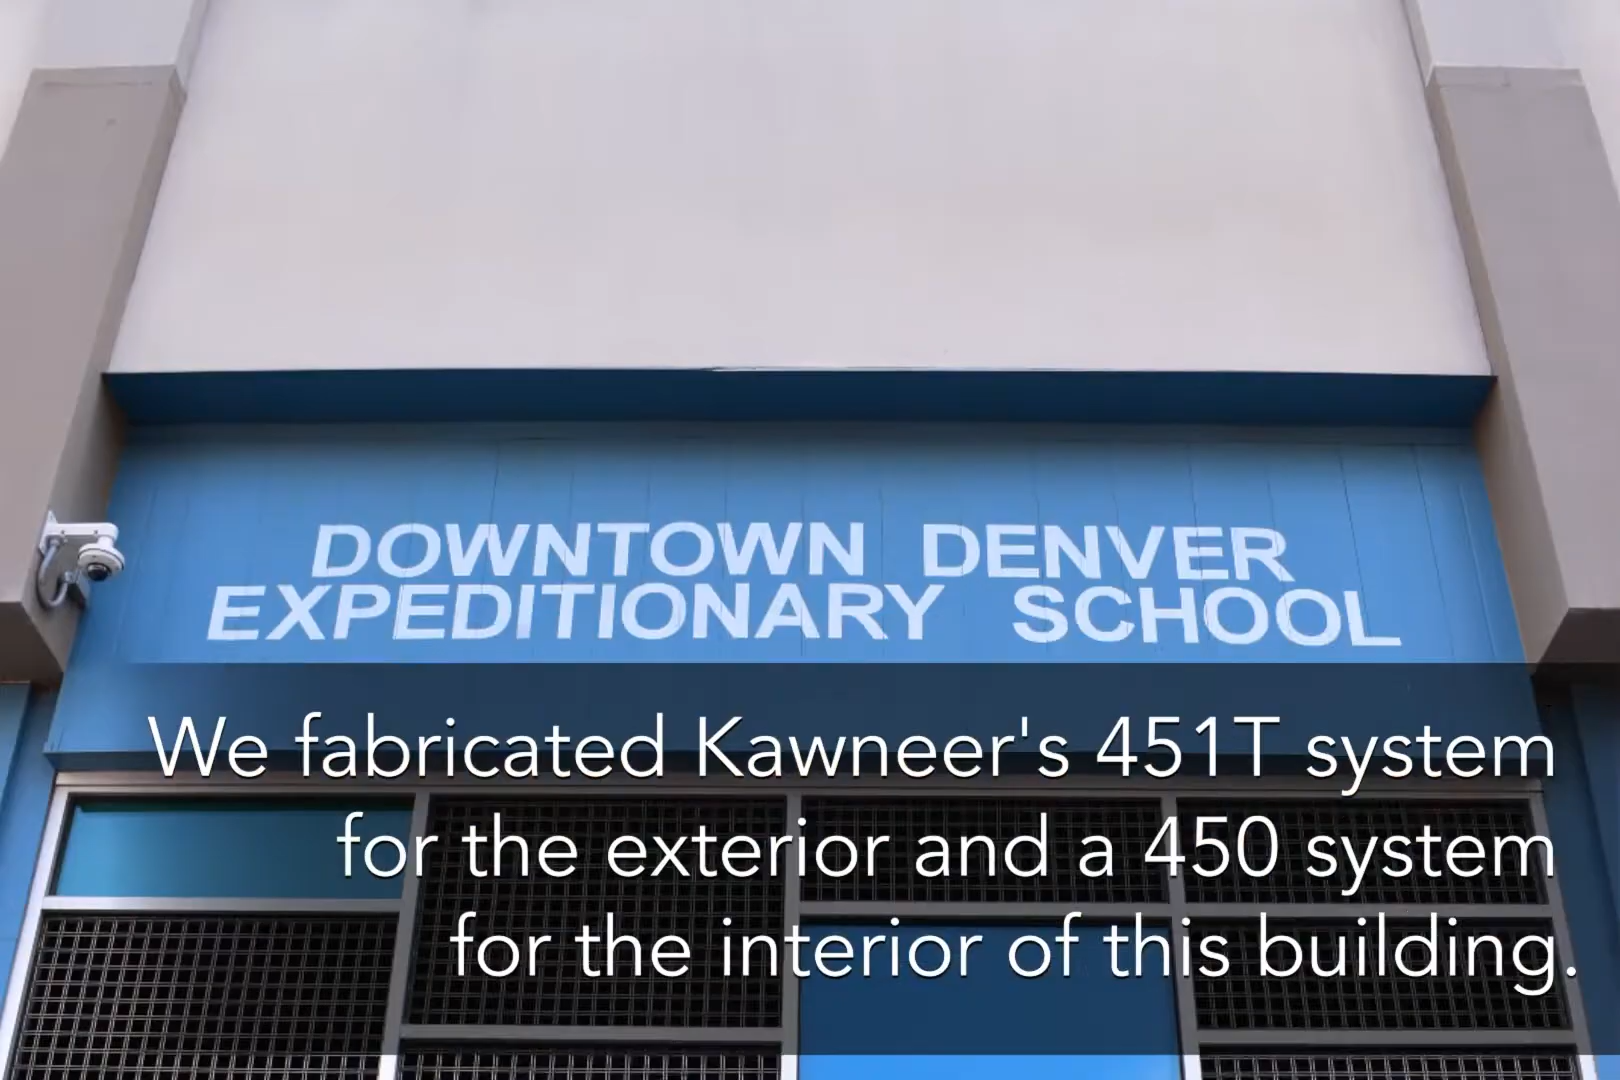 DOWNTOWN DENVER
EXPEDITIONARY SCHOOL
We fabricated Kawneer's 451T system
for the exterior and a 450 system
for the interior of this building.